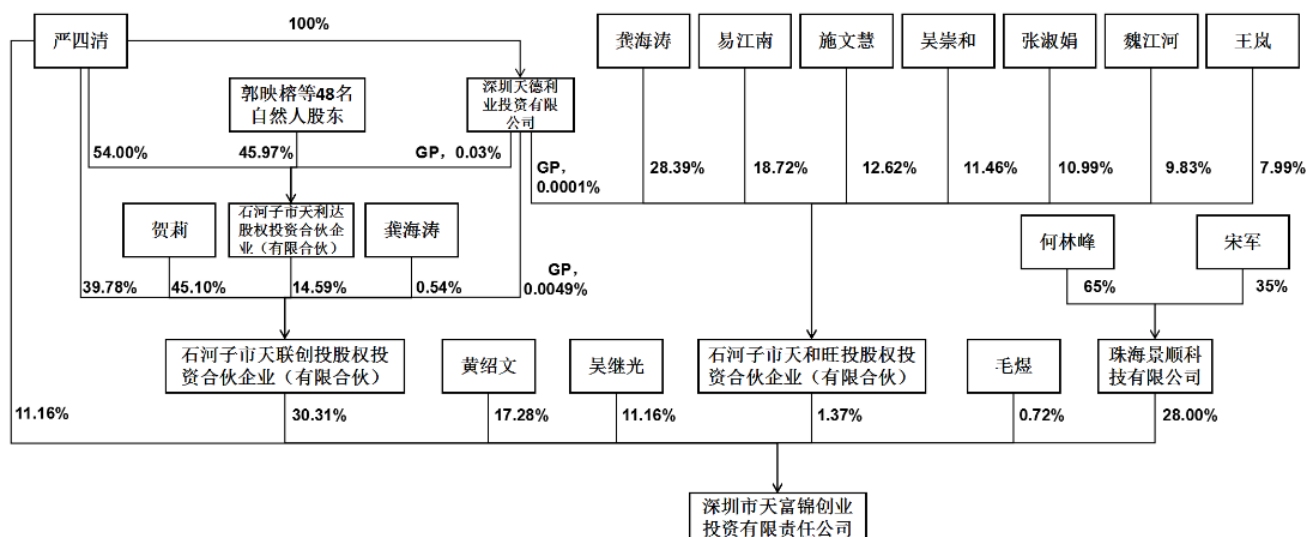 严四清
100%
龚海涛
易江南
施文慧
吴崇和
张淑娟
魏江河
王岚
郭映榕等48名
自然人股东
深圳天德利
业投资有限
公司
54.00%
45.97%
GP，0.03%
GP，
0.0001%
28.39%
18.72%
12.62%
11.46%
10.99%
9.83%
7.99%
贺莉
石河子市天利达
股权投资合伙企
业（有限合伙）
龚海涛
何林峰
宋军
39.78%
45.10%
14.59%
0.54%
GP，
0.0049%
65%
35%
石河子市天联创投股权投
资合伙企业（有限合伙）
黄绍文
吴继光
石河子市天和旺投股权投
资合伙企业（有限合伙）
毛煜
珠海景顺科
技有限公司
11.16%
30.31%
17.28%
11.16%
1.37%
0.72%
28.00%
深圳市天富锦创业
投资有限责任公司